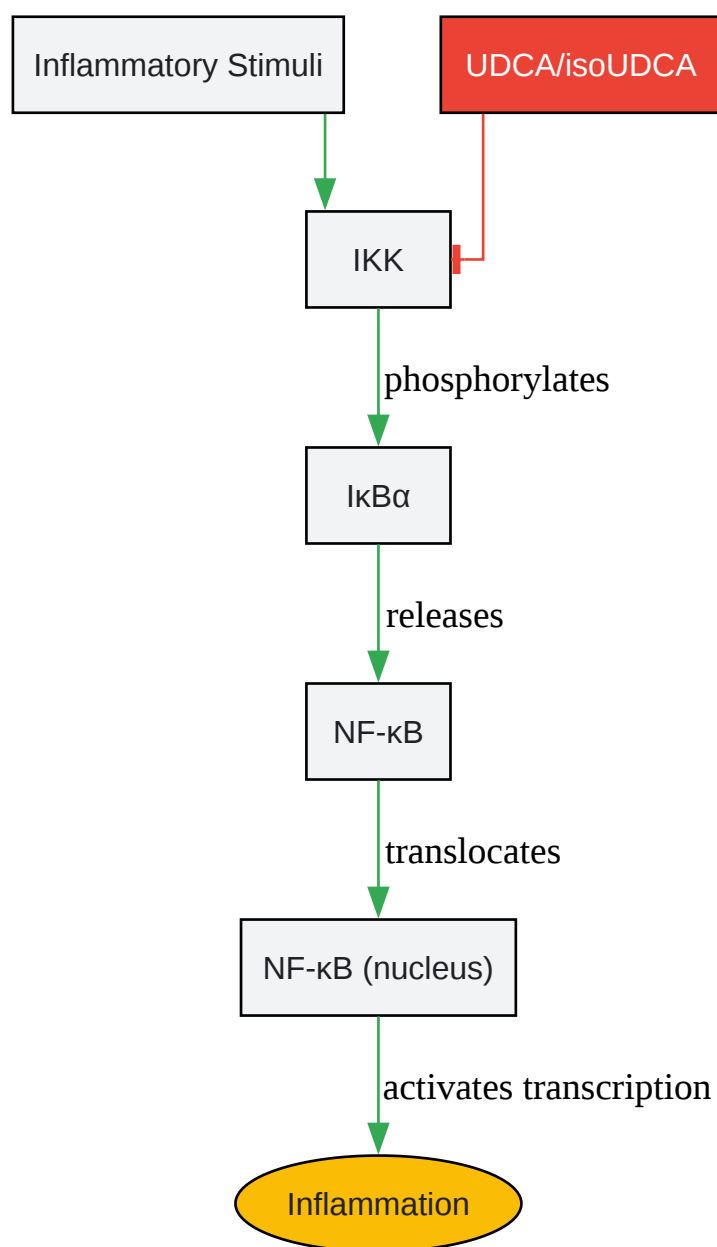 Inflammatory Stimuli
UDCA/isoUDCA
IKK
phosphorylates
IκBα
releases
NF-κB
translocates
NF-κB (nucleus)
activates transcription
Inflammation